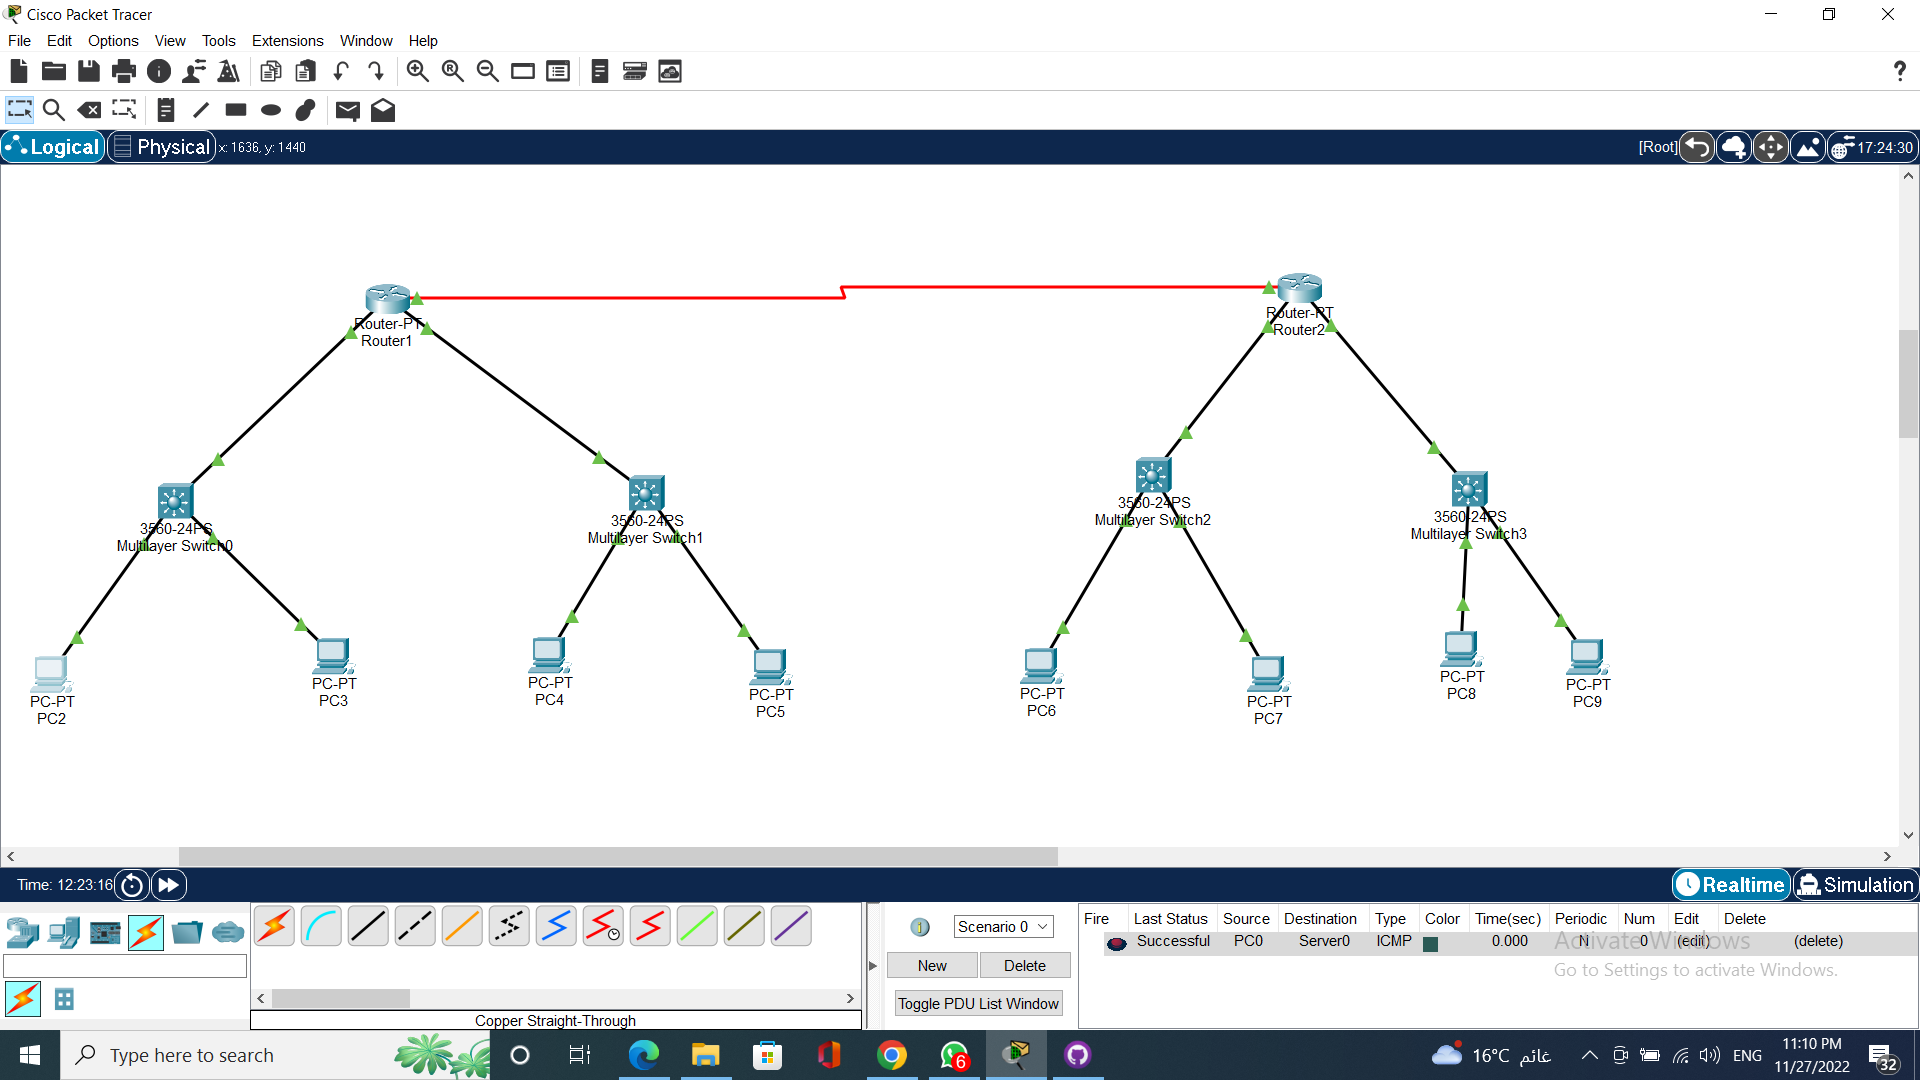 Cisco Packet Tracer
File Edit Options View Tools Extensions Window Help
Logical Physical x: 1636, y: 1440 [Root] 17:24:30
Router-PT
Router1
Router-PT
Router2
3560-24PS
Multilayer Switch0
3560-24PS
Multilayer Switch1
3560-24PS
Multilayer Switch2
3560-24PS
Multilayer Switch3
PC-PT
PC2
PC-PT
PC3
PC-PT
PC4
PC-PT
PC5
PC-PT
PC6
PC-PT
PC7
PC-PT
PC8
PC-PT
PC9
Time: 12:23:16 Realtime Simulation
Scenario 0
New Delete
Toggle PDU List Window
Copper Straight-Through
Fire Last Status Source Destination Type Color Time(sec) Periodic Num Edit Delete
Successful PC0 Server0 ICMP 0.000 N 0 (edit) (delete)
Activate Windows
Go to Settings to activate Windows.
Type here to search
6
16°C غائم
ENG
11:10 PM
11/27/2022
32